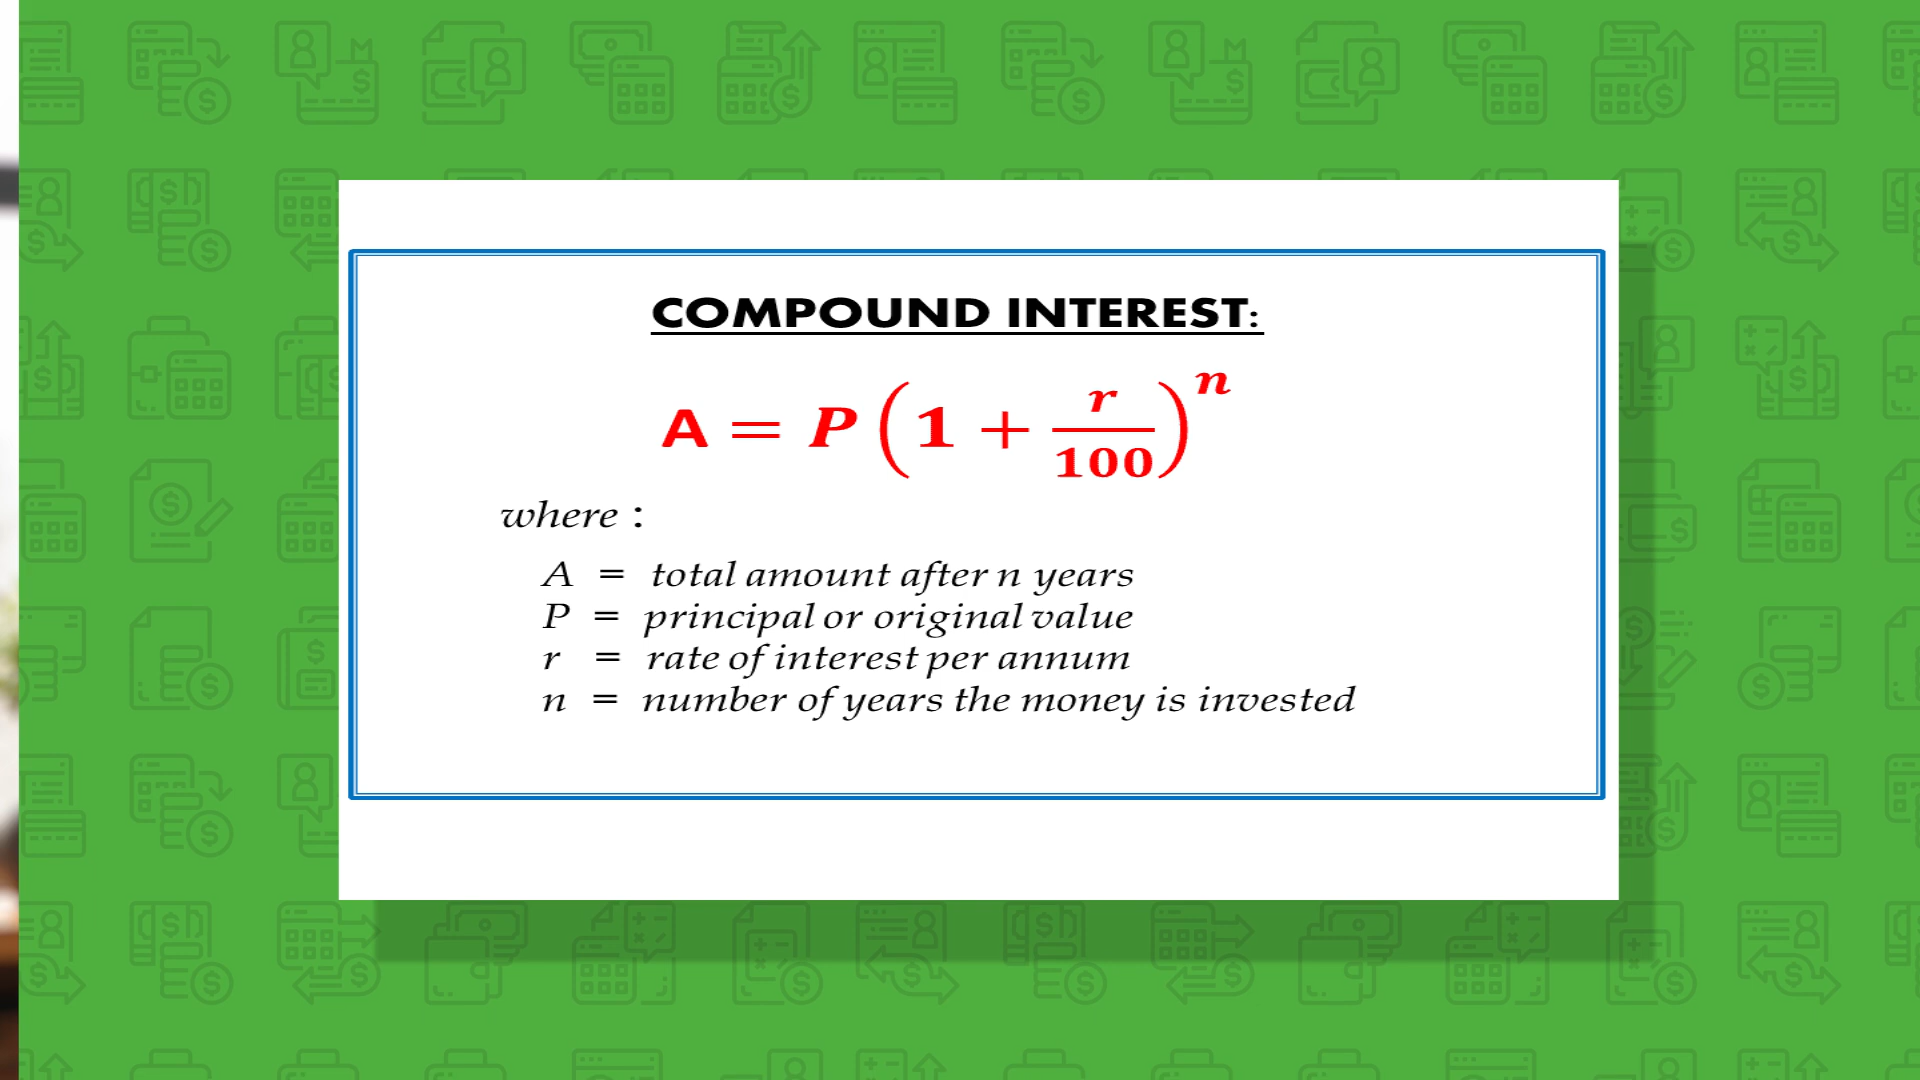 COMPOUND INTEREST:
A = P(1 + r/100)^n
where :
A = total amount after n years
P = principal or original value
r = rate of interest per annum
n = number of years the money is invested